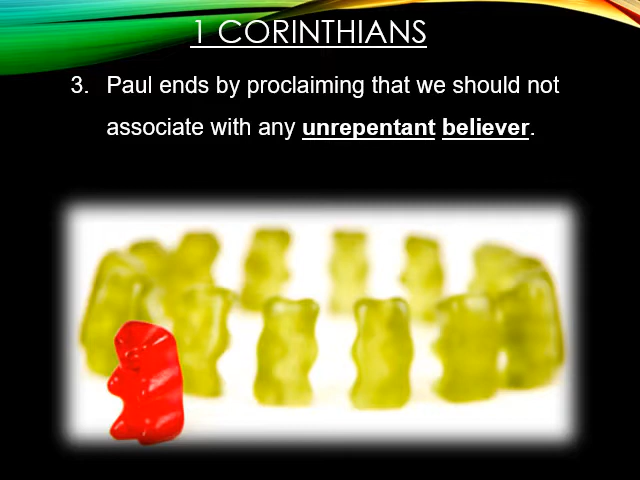 1 CORINTHIANS
3. Paul ends by proclaiming that we should not
associate with any unrepentant believer.